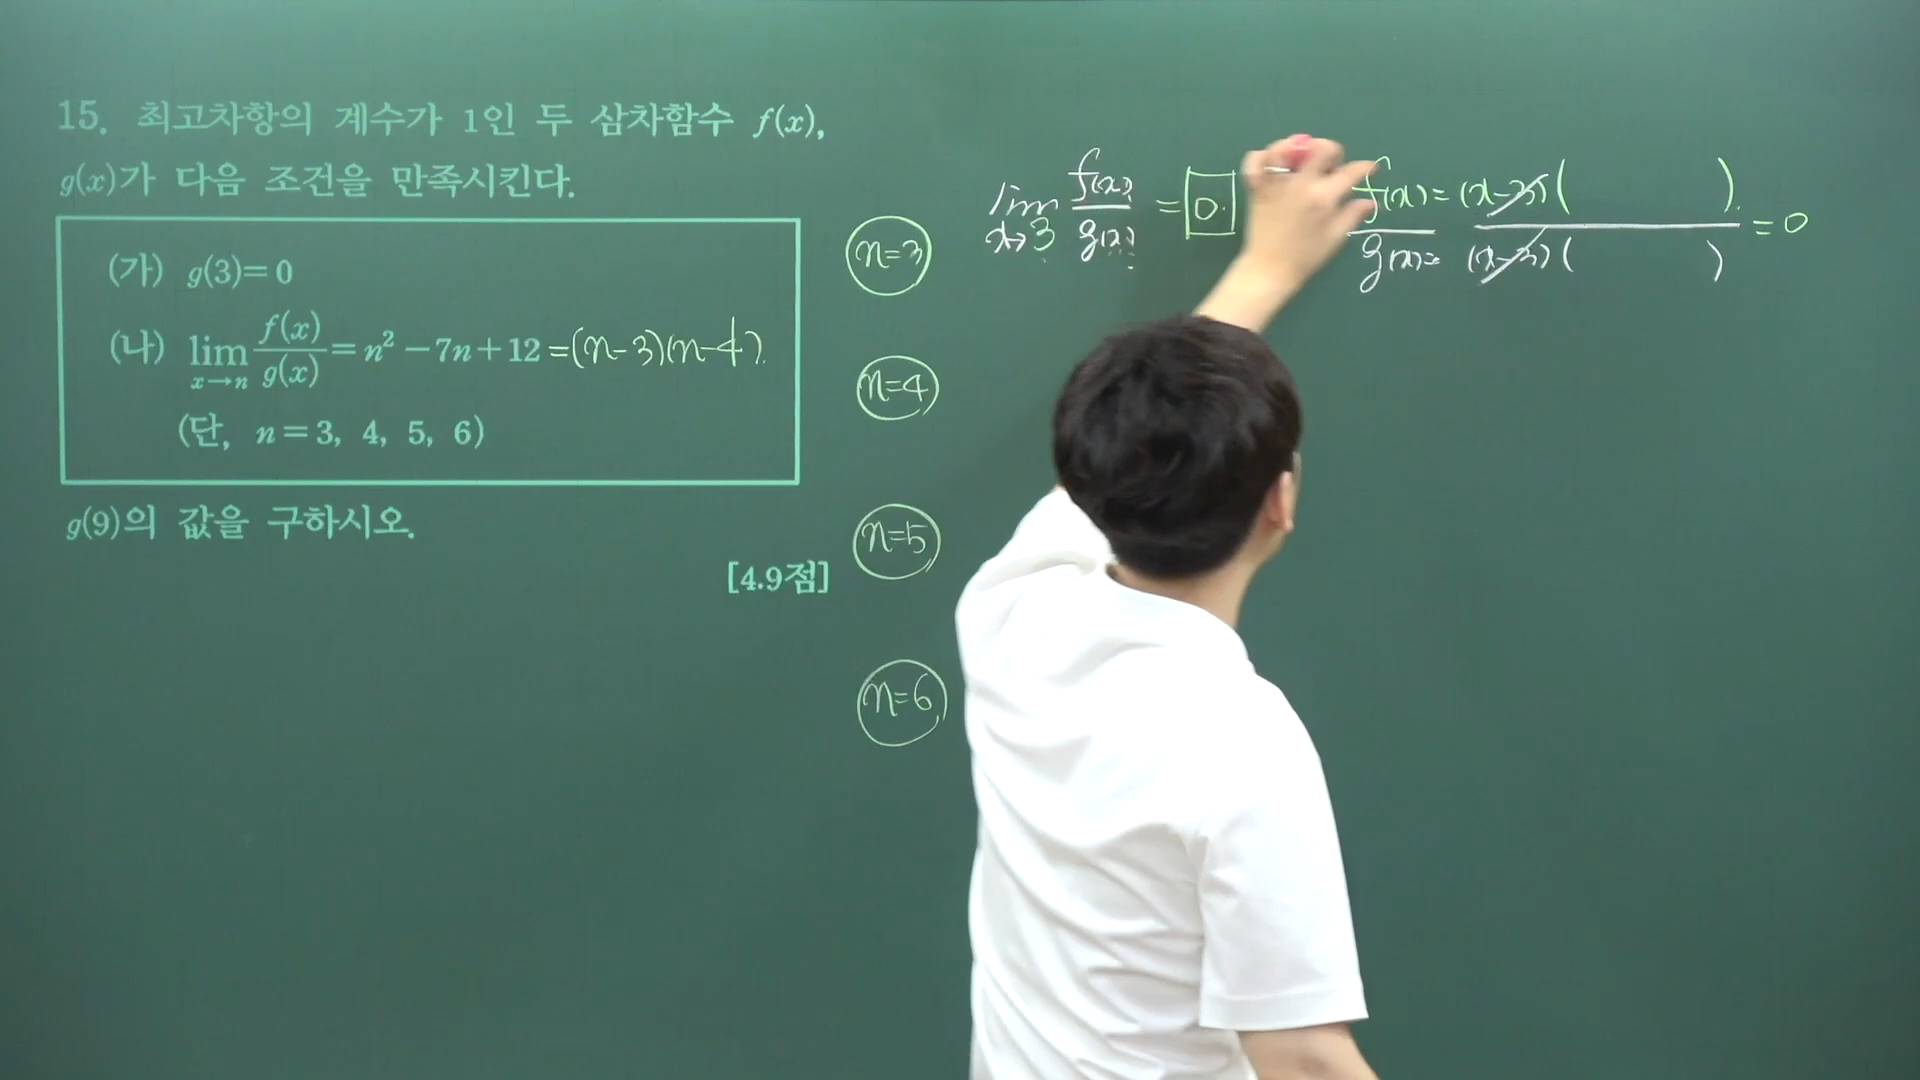 15. 최고차항의 계수가 1인 두 삼차함수 f(x),
g(x)가 다음 조건을 만족시킨다.
(가) g(3)=0
(나) lim x→n f(x)/g(x) = n² − 7n + 12 = (n-3)(n-4).
(단, n = 3, 4, 5, 6)
g(9)의 값을 구하시오.
[4.9점]
n=3
n=4
n=5
n=6
lim x→3 f(x)/g(x) = 0.
f(x) = (x-3)( ).
g(x) = (x-3)( )
= 0